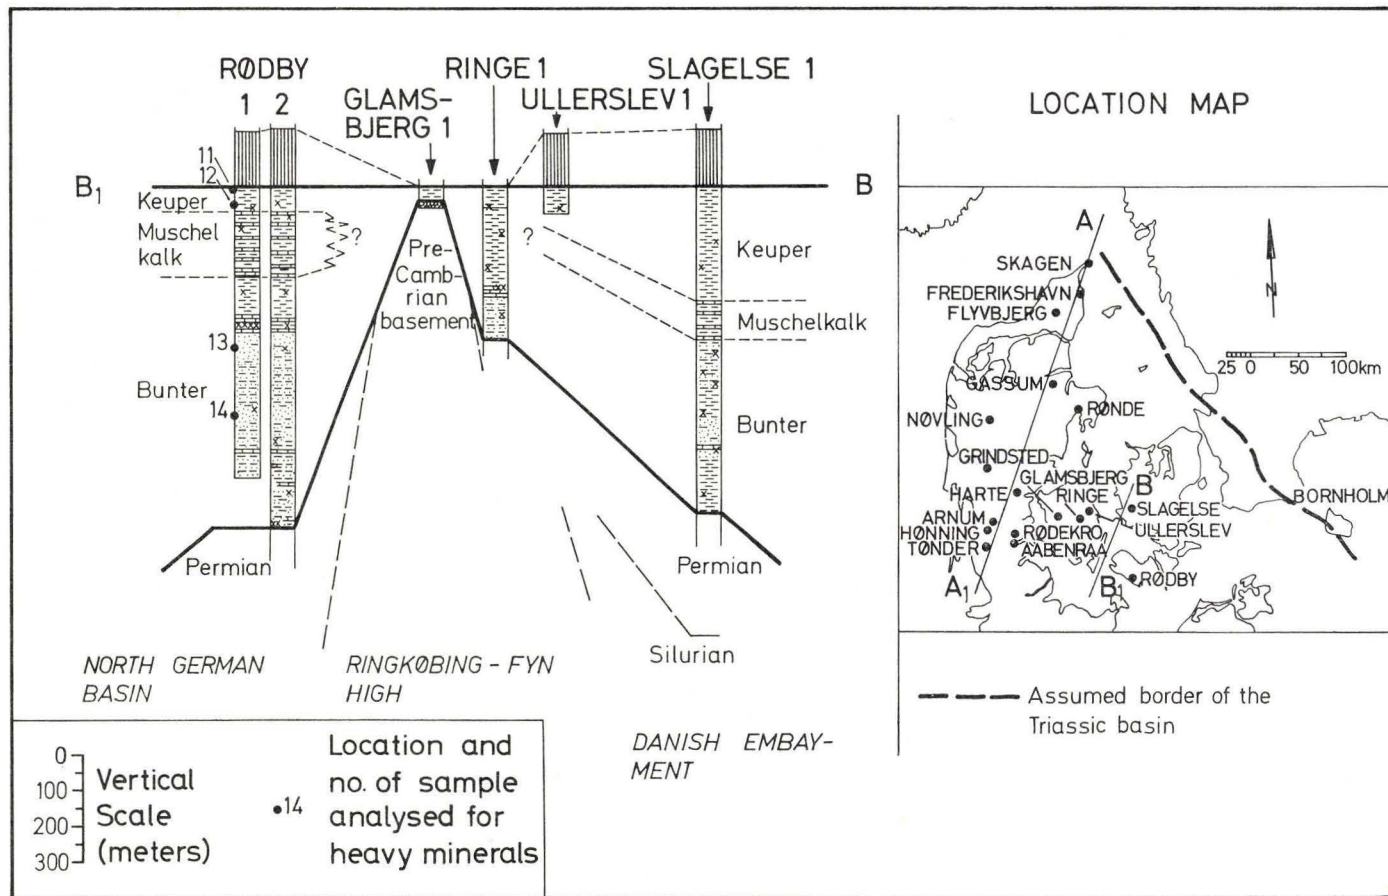 RØDBY
1 2
GLAMS-
BJERG 1
RINGE 1
ULLERSLEV 1
SLAGELSE 1
LOCATION MAP
11
12
B1
B
Keuper
Muschel
kalk
?
Pre-
Camb-
rian
basement
?
Keuper
Muschelkalk
13
Bunter
14
Bunter
Permian
Permian
Silurian
NORTH GERMAN
BASIN
RINGKØBING - FYN
HIGH
DANISH EMBAY-
MENT
A
SKAGEN
N
FREDERIKSHAVN
FLYVBJERG
25 0 50 100km
GASSUM
RØNDE
NØVLING
GRINDSTED
GLAMSBJERG
HARTE
RINGE
B
BORNHOLM
ARNUM
SLAGELSE
HØNNING
RØDEKRO
ULLERSLEV
TØNDER
AABENRAA
A1
B1
RØDBY
Assumed border of the
Triassic basin
0
100
200
300
Vertical
Scale
(meters)
14
Location and
no. of sample
analysed for
heavy minerals